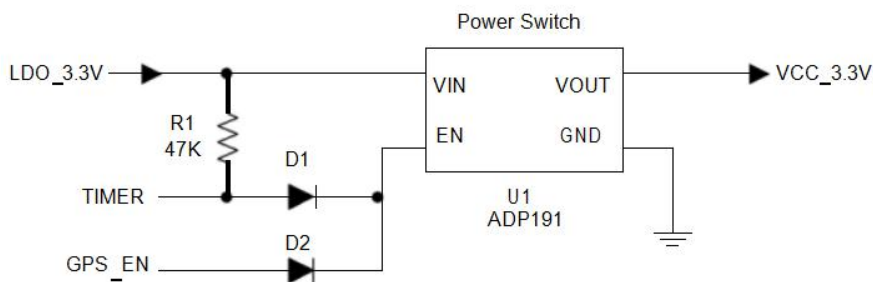 Power Switch
LDO_3.3V
VIN
VOUT
VCC_3.3V
R1
47K
EN
GND
D1
TIMER
U1
ADP191
D2
GPS_EN